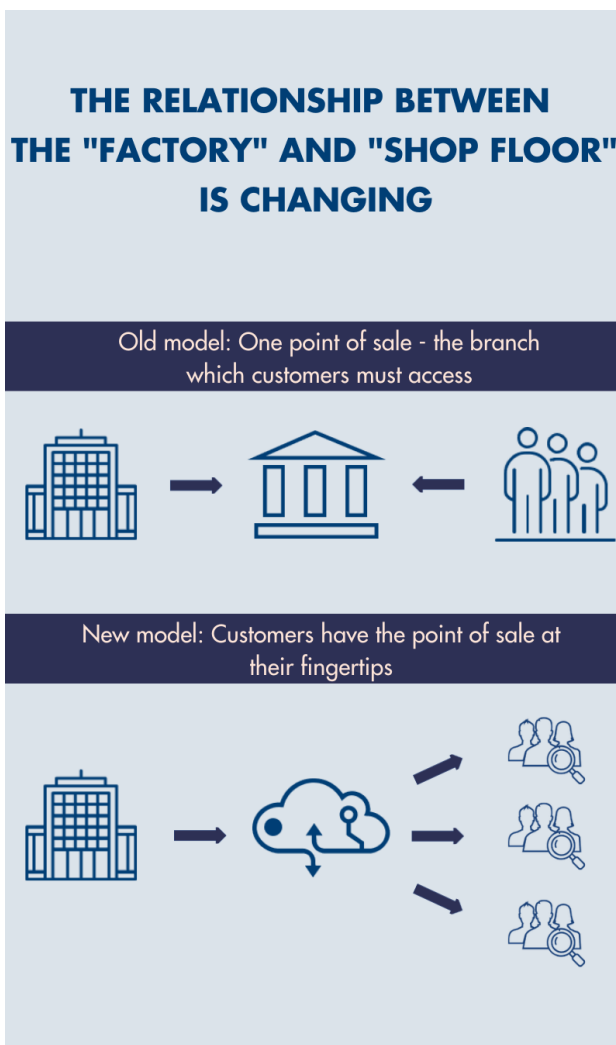 THE RELATIONSHIP BETWEEN
THE "FACTORY" AND "SHOP FLOOR"
IS CHANGING
Old model: One point of sale - the branch
which customers must access
New model: Customers have the point of sale at
their fingertips